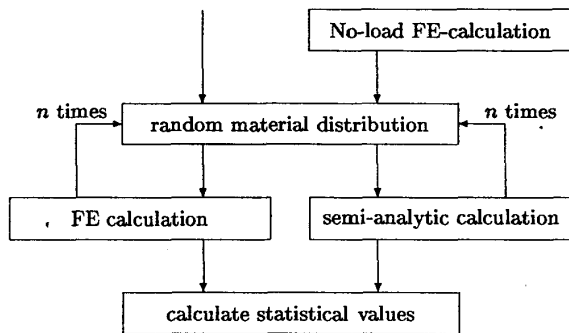 No-load FE-calculation
n times
n times
random material distribution
FE calculation
semi-analytic calculation
calculate statistical values